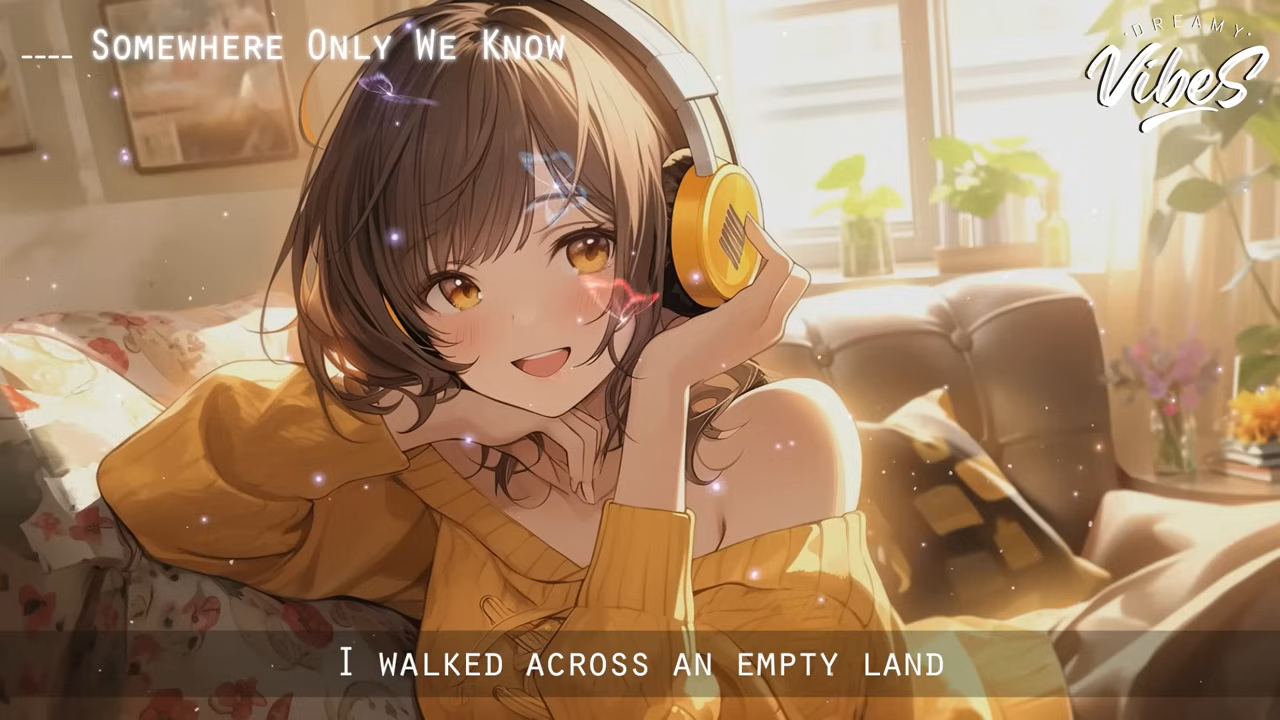 ---- Somewhere Only We Know
·DREAMY·
Vibes
I WALKED ACROSS AN EMPTY LAND